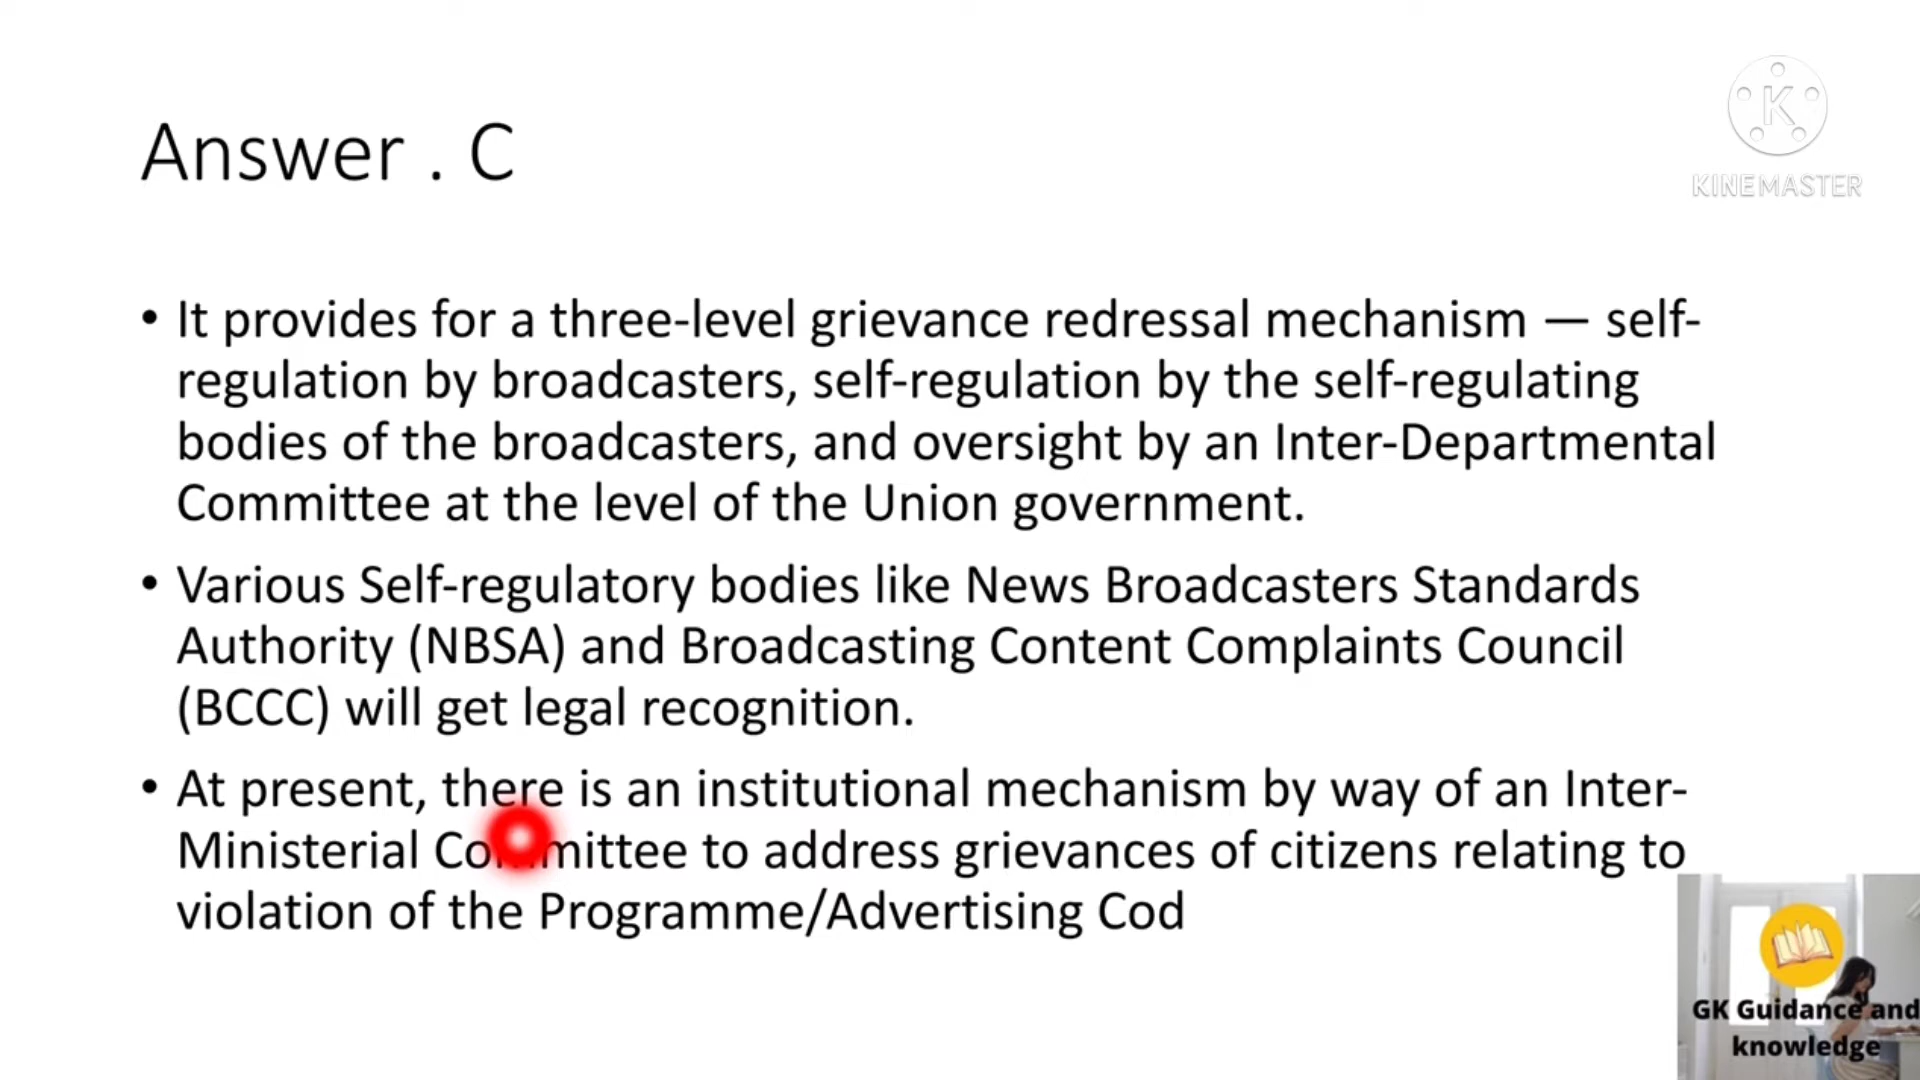 Answer . C
K
KINEMASTER
• It provides for a three-level grievance redressal mechanism — self-
regulation by broadcasters, self-regulation by the self-regulating
bodies of the broadcasters, and oversight by an Inter-Departmental
Committee at the level of the Union government.
• Various Self-regulatory bodies like News Broadcasters Standards
Authority (NBSA) and Broadcasting Content Complaints Council
(BCCC) will get legal recognition.
• At present, there is an institutional mechanism by way of an Inter-
Ministerial Committee to address grievances of citizens relating to
violation of the Programme/Advertising Cod
GK Guidance and
knowledge